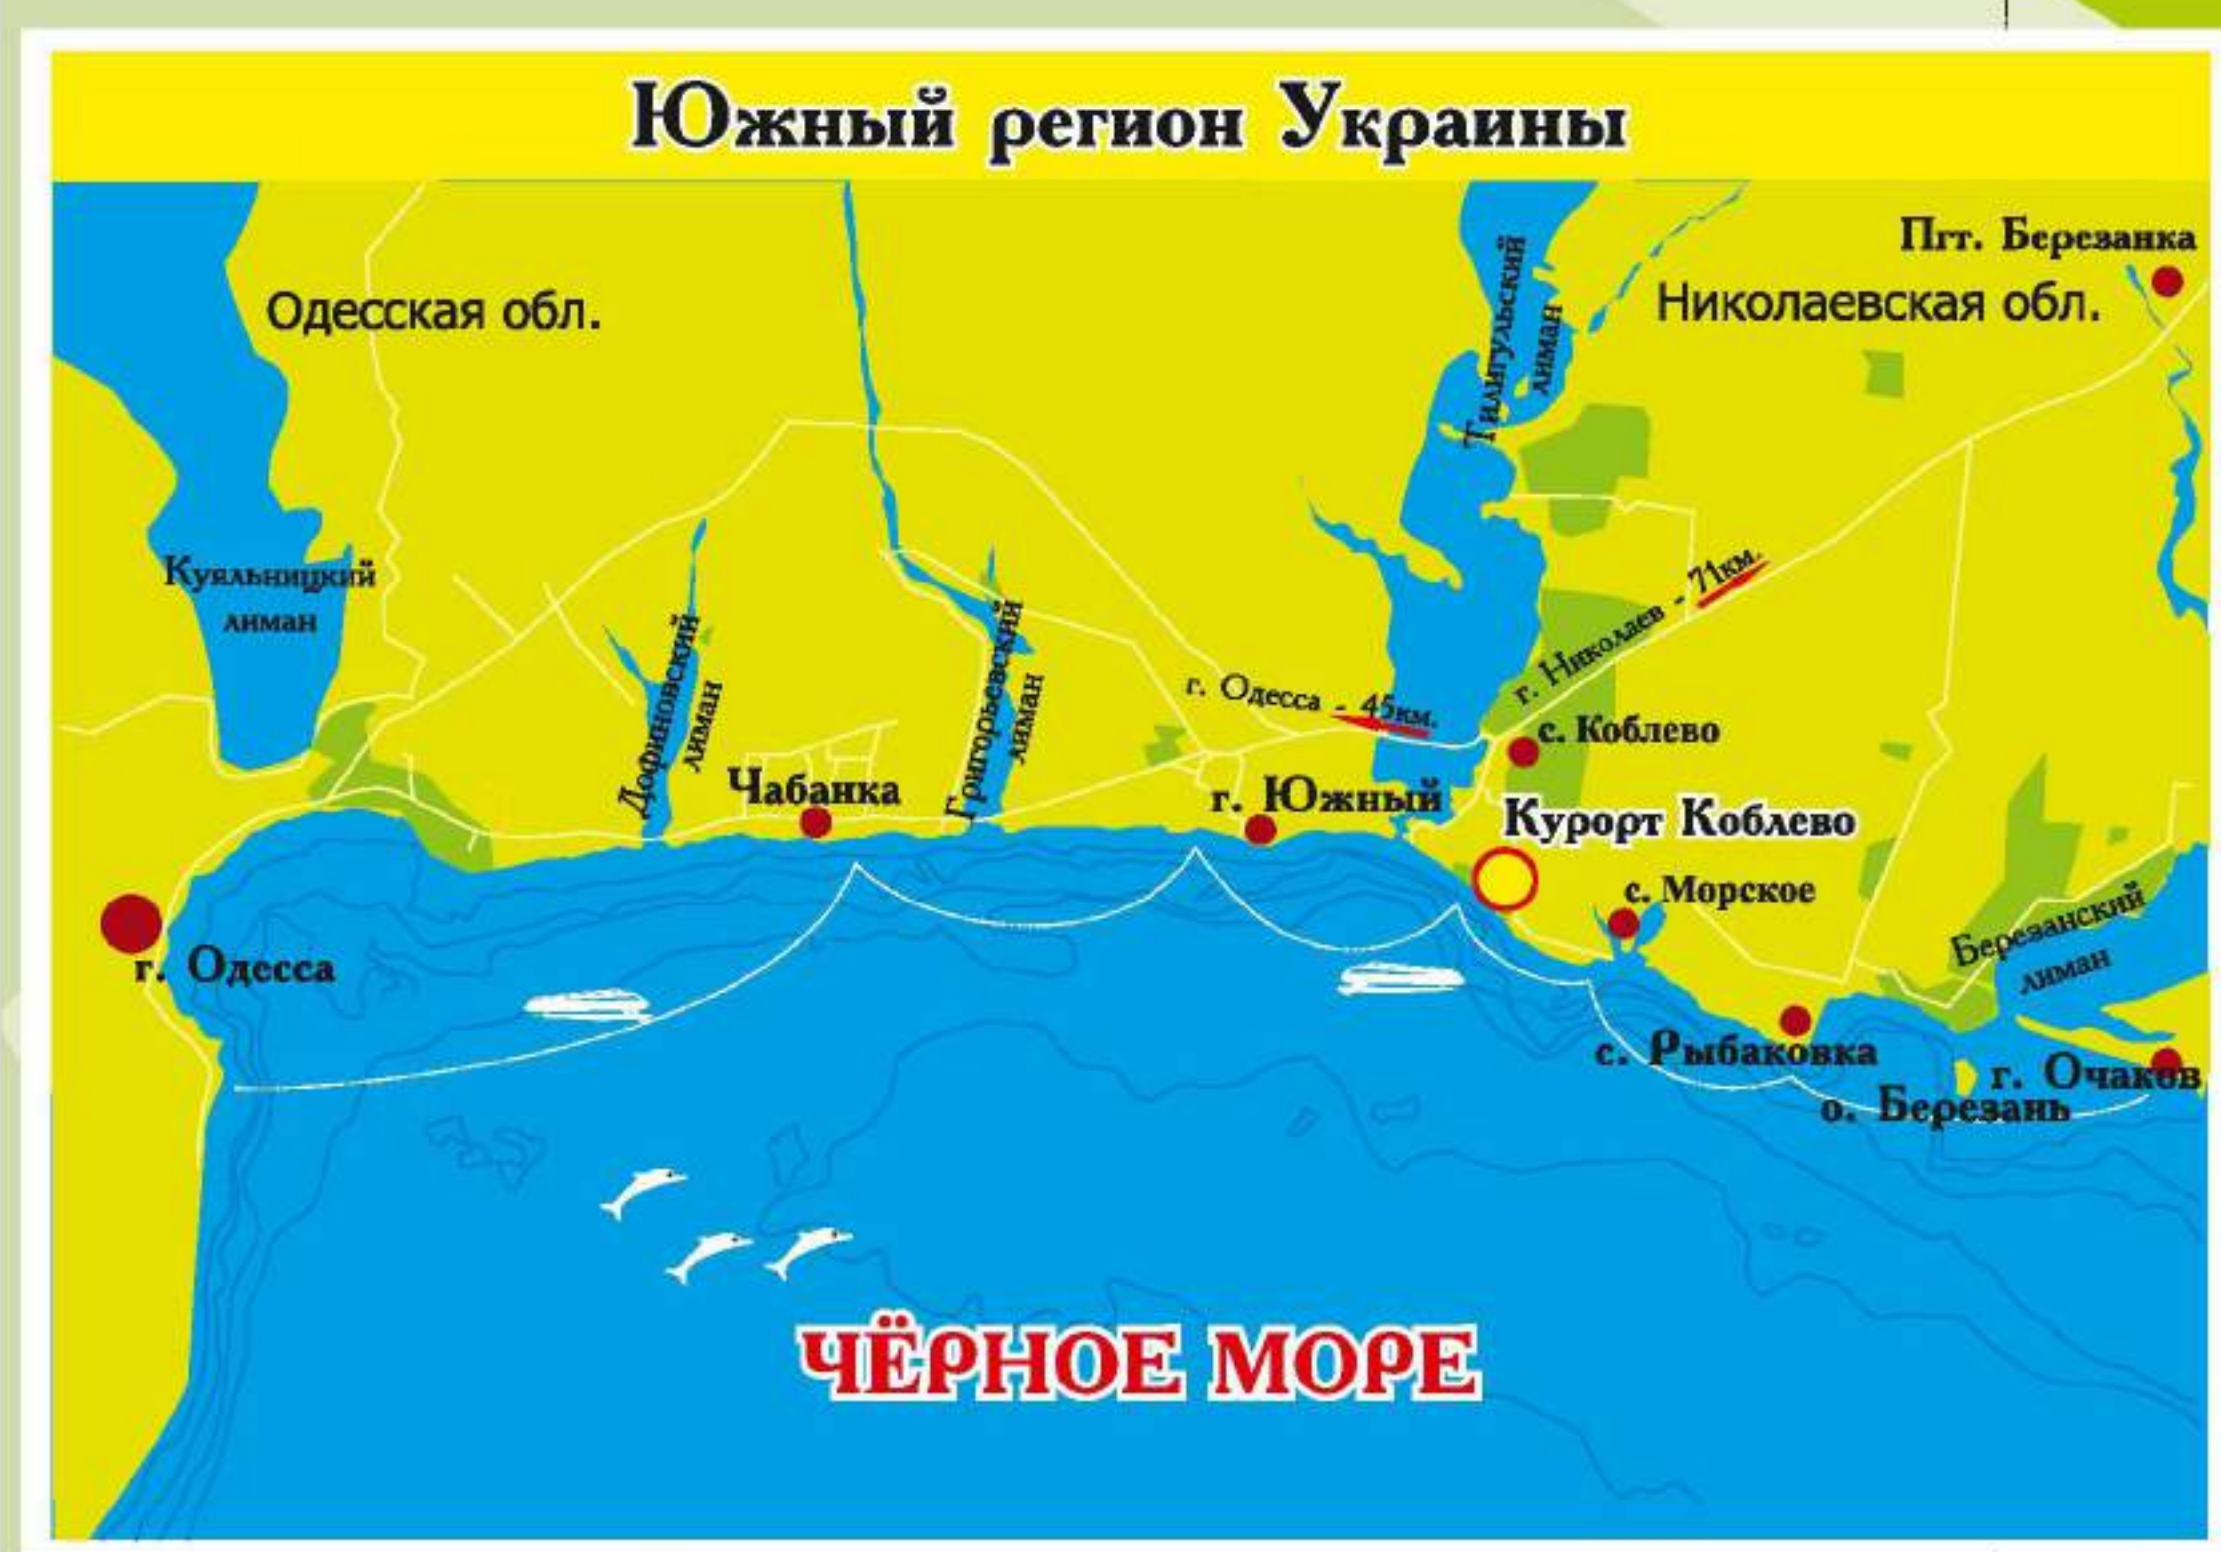 Южный регион Украины
Пгт. Березанка
Одесская обл.
Николаевская обл.
Тилигульский
лиман
Куяльницкий
лиман
г. Николаев - 71км.
Дофиновский
лиман
Григорьевский
лиман
г. Одесса - 45км.
с. Коблево
Чабанка
г. Южный
Курорт Коблево
с. Морское
Березанский
лиман
г. Одесса
с. Рыбаковка
г. Очаков
о. Березань
ЧЁРНОЕ МОРЕ